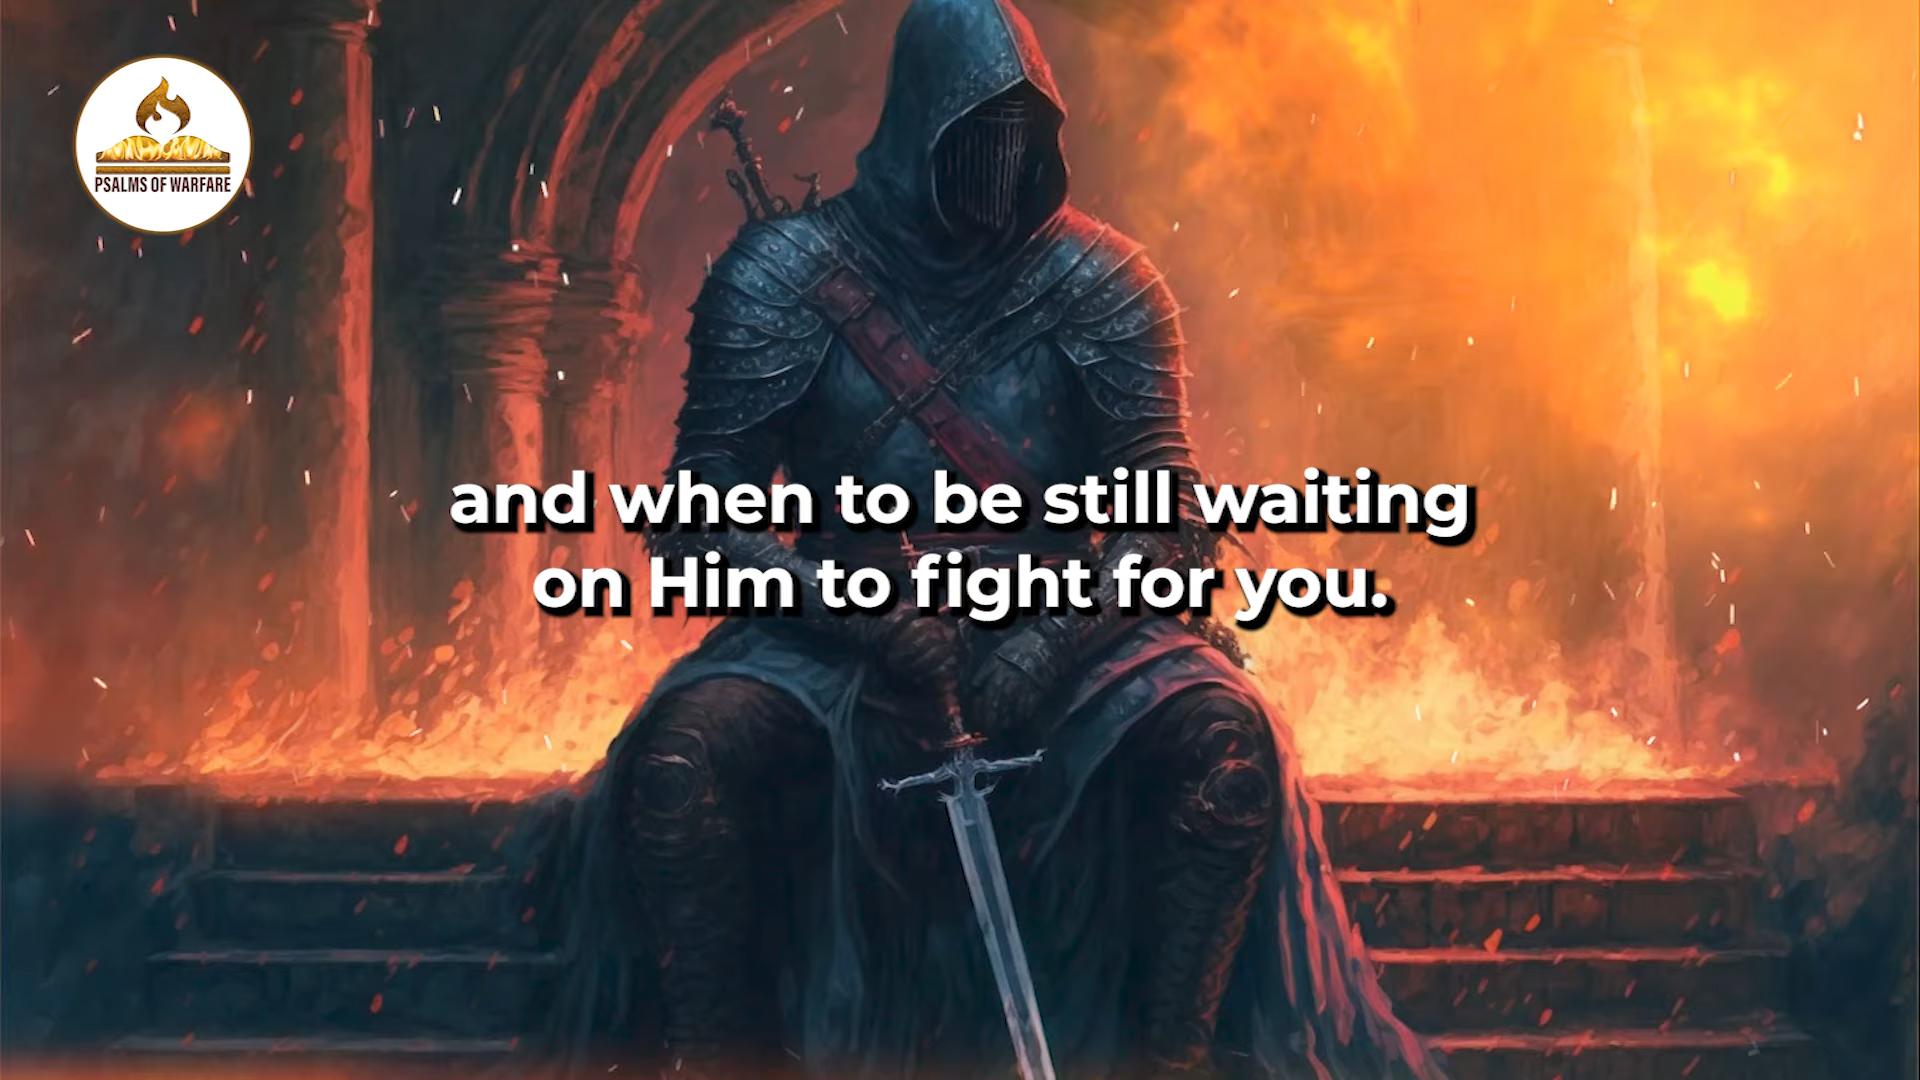 PSALMS OF WARFARE
and when to be still waiting
on Him to fight for you.